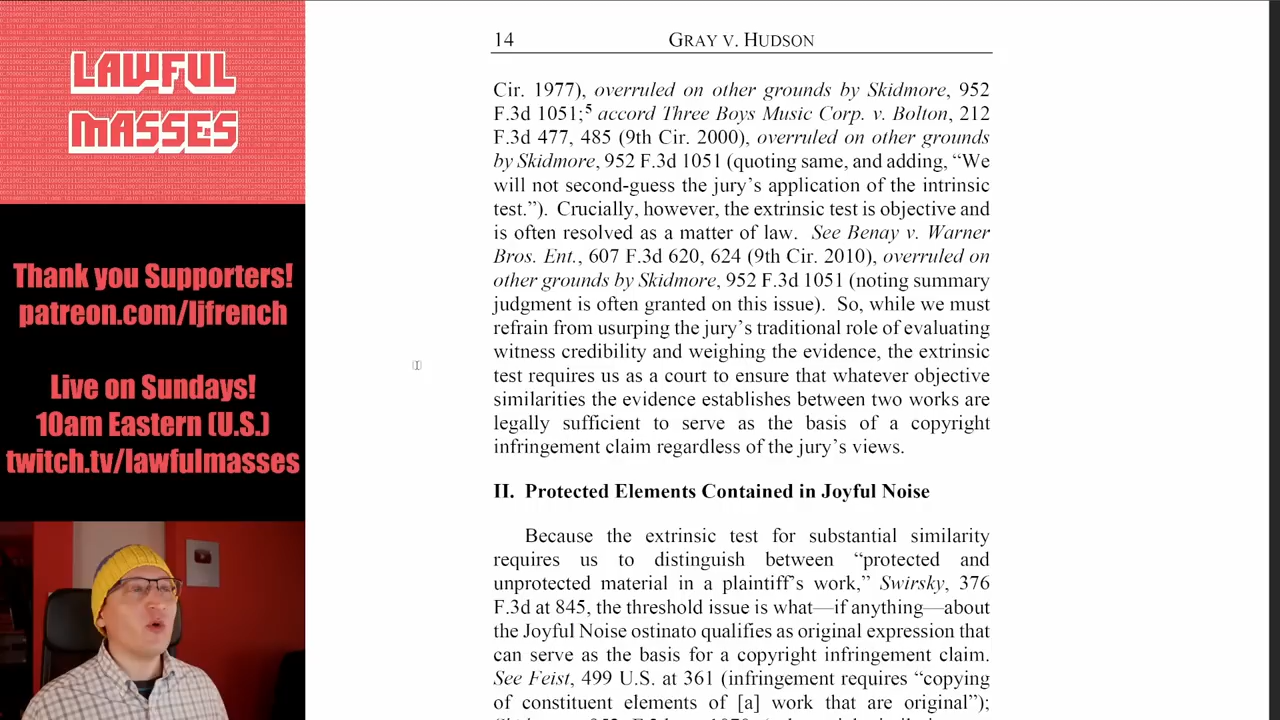 LAWFUL
MASSES
Thank you Supporters!
patreon.com/ljfrench
Live on Sundays!
10am Eastern (U.S.)
twitch.tv/lawfulmasses
14 GRAY V. HUDSON
Cir. 1977), overruled on other grounds by Skidmore, 952
F.3d 1051;5 accord Three Boys Music Corp. v. Bolton, 212
F.3d 477, 485 (9th Cir. 2000), overruled on other grounds
by Skidmore, 952 F.3d 1051 (quoting same, and adding, “We
will not second-guess the jury’s application of the intrinsic
test.”). Crucially, however, the extrinsic test is objective and
is often resolved as a matter of law. See Benay v. Warner
Bros. Ent., 607 F.3d 620, 624 (9th Cir. 2010), overruled on
other grounds by Skidmore, 952 F.3d 1051 (noting summary
judgment is often granted on this issue). So, while we must
refrain from usurping the jury’s traditional role of evaluating
witness credibility and weighing the evidence, the extrinsic
test requires us as a court to ensure that whatever objective
similarities the evidence establishes between two works are
legally sufficient to serve as the basis of a copyright
infringement claim regardless of the jury’s views.
II. Protected Elements Contained in Joyful Noise
Because the extrinsic test for substantial similarity
requires us to distinguish between “protected and
unprotected material in a plaintiff’s work,” Swirsky, 376
F.3d at 845, the threshold issue is what—if anything—about
the Joyful Noise ostinato qualifies as original expression that
can serve as the basis for a copyright infringement claim.
See Feist, 499 U.S. at 361 (infringement requires “copying
of constituent elements of [a] work that are original”);